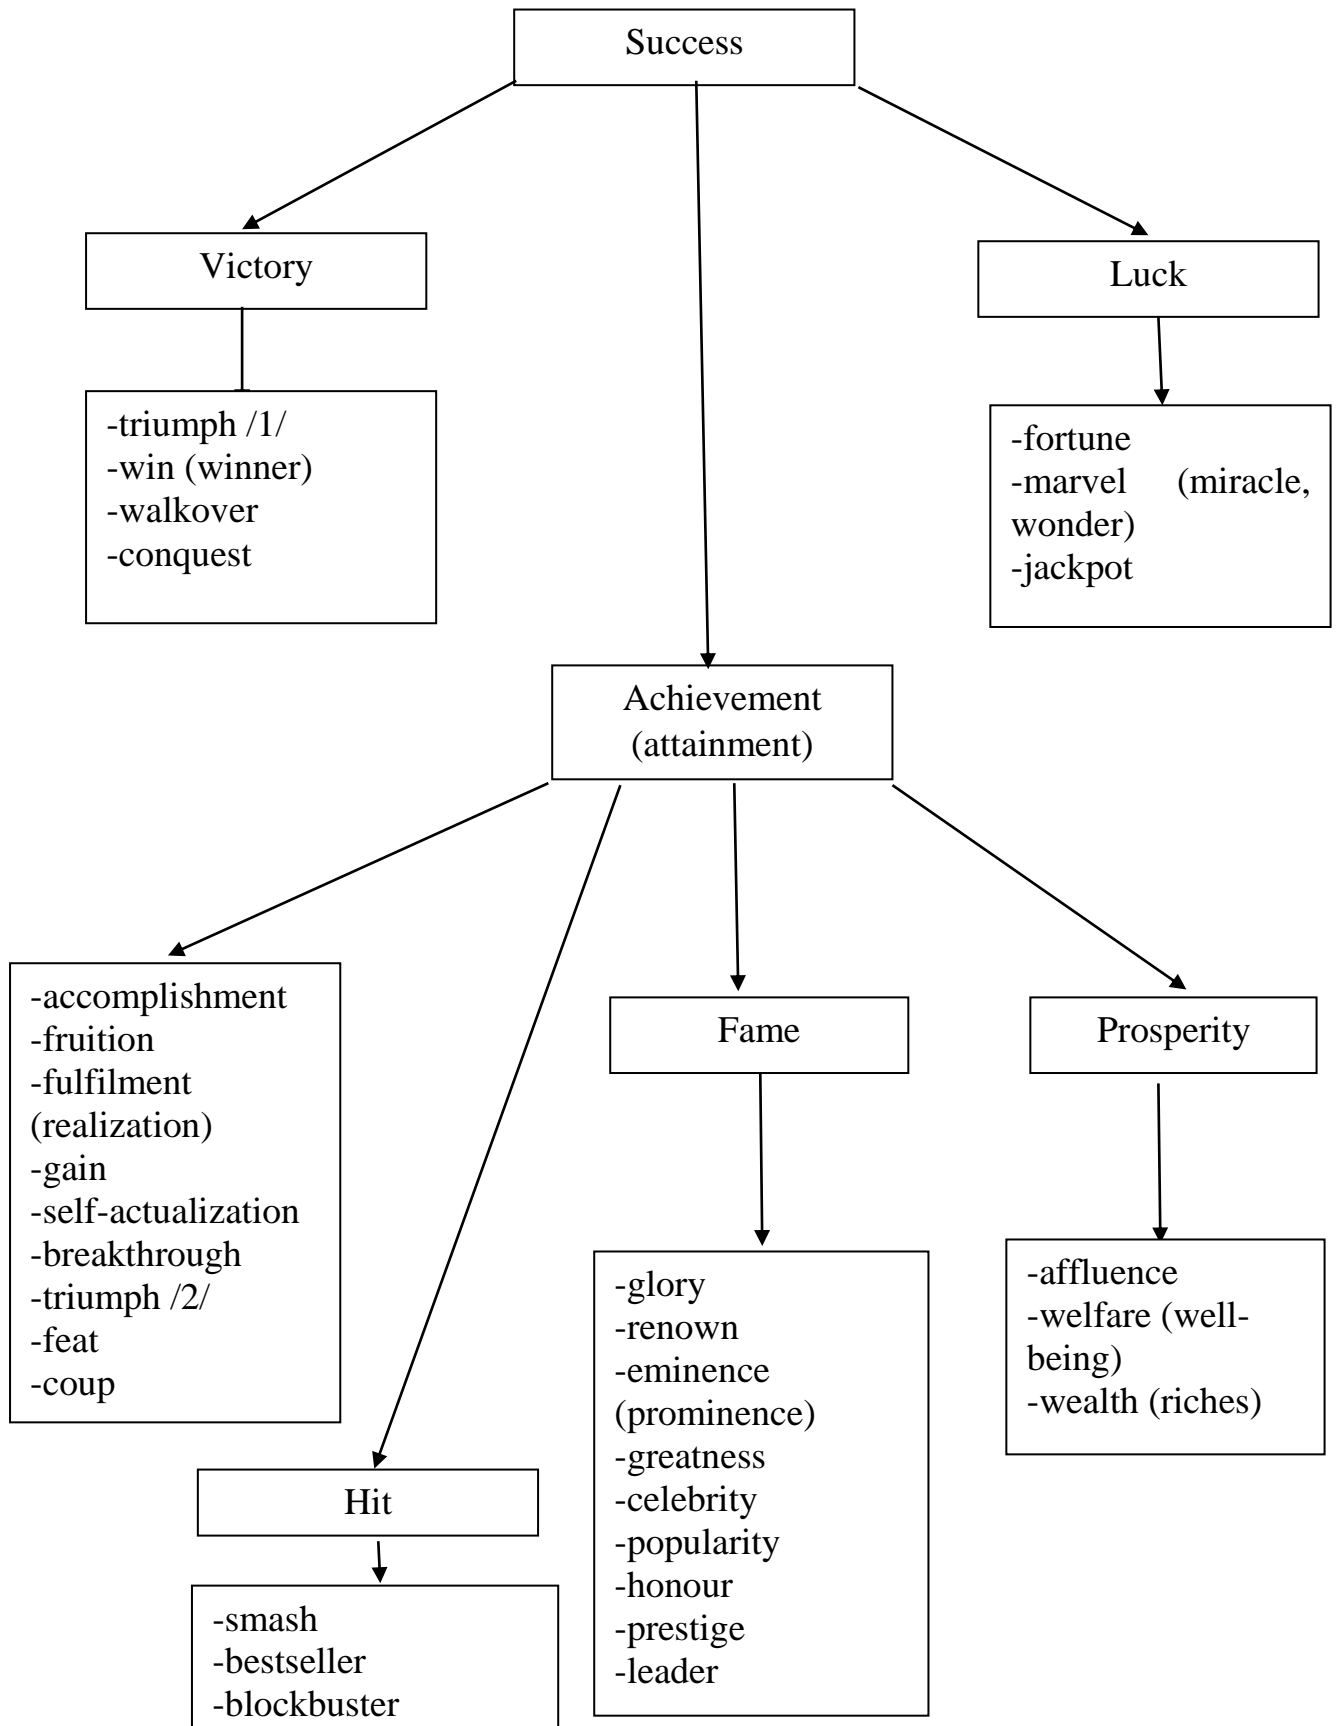 Success
Victory
Luck
-triumph /1/
-win (winner)
-walkover
-conquest
-fortune
-marvel (miracle,
wonder)
-jackpot
Achievement
(attainment)
-accomplishment
-fruition
-fulfilment
(realization)
-gain
-self-actualization
-breakthrough
-triumph /2/
-feat
-coup
Fame
Prosperity
-glory
-renown
-eminence
(prominence)
-greatness
-celebrity
-popularity
-honour
-prestige
-leader
-affluence
-welfare (well-
being)
-wealth (riches)
Hit
-smash
-bestseller
-blockbuster